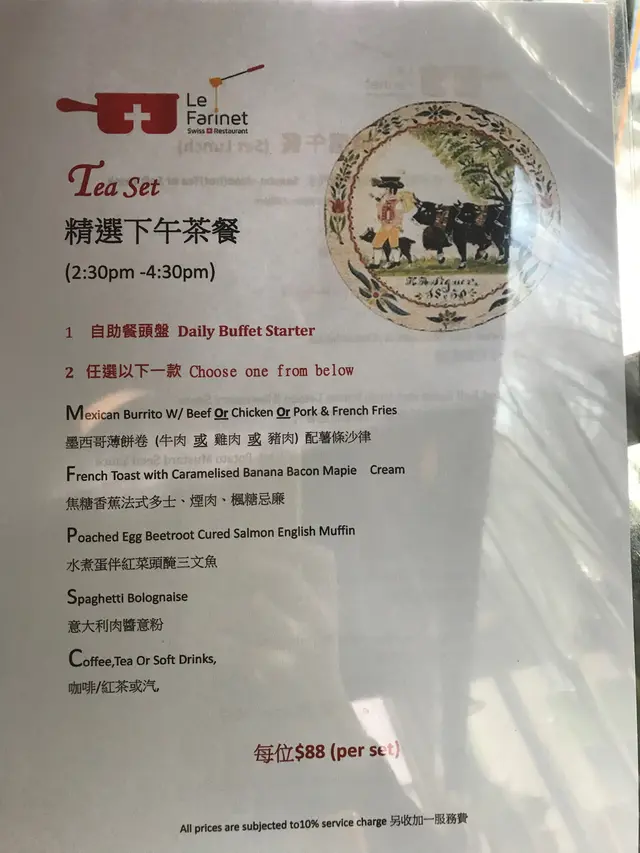 Le
Farinet
Swiss Restaurant
Tea Set
精選下午茶餐
(2:30pm -4:30pm)
1 自助餐頭盤 Daily Buffet Starter
2 任選以下一款 Choose one from below
Mexican Burrito W/ Beef Or Chicken Or Pork & French Fries
墨西哥薄餅卷 (牛肉 或 雞肉 或 豬肉) 配薯條沙律
French Toast with Caramelised Banana Bacon Mapie Cream
焦糖香蕉法式多士、煙肉、楓糖忌廉
Poached Egg Beetroot Cured Salmon English Muffin
水煮蛋伴紅菜頭醃三文魚
Spaghetti Bolognaise
意大利肉醬意粉
Coffee,Tea Or Soft Drinks,
咖啡/紅茶或汽,
每位$88 (per set)
All prices are subjected to10% service charge 另收加一服務費